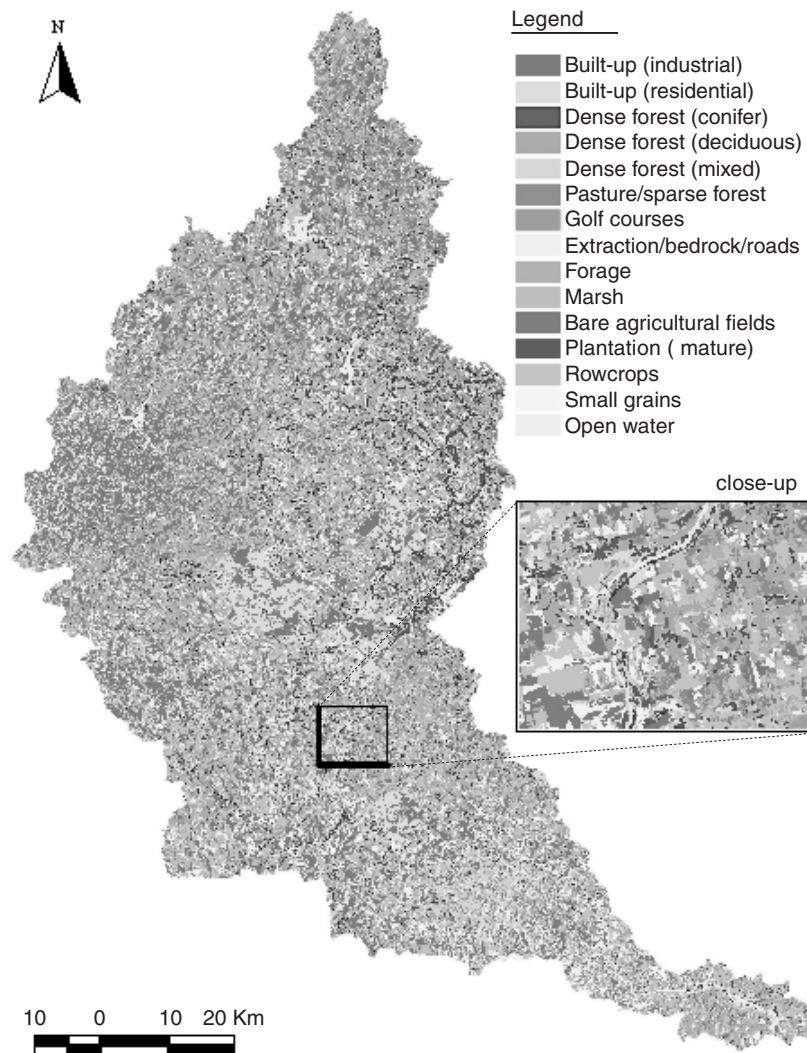 N
Legend
Built-up (industrial)
Built-up (residential)
Dense forest (conifer)
Dense forest (deciduous)
Dense forest (mixed)
Pasture/sparse forest
Golf courses
Extraction/bedrock/roads
Forage
Marsh
Bare agricultural fields
Plantation ( mature)
Rowcrops
Small grains
Open water
close-up
10 0 10 20 Km